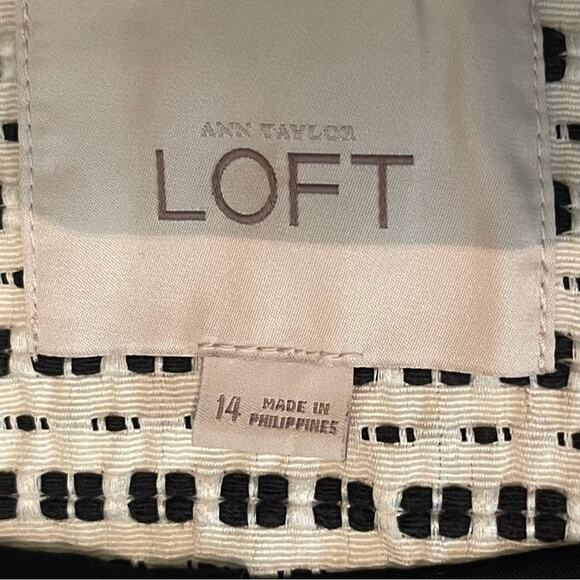 ANN TAYLOR
LOFT
14 MADE IN
PHILIPPINES